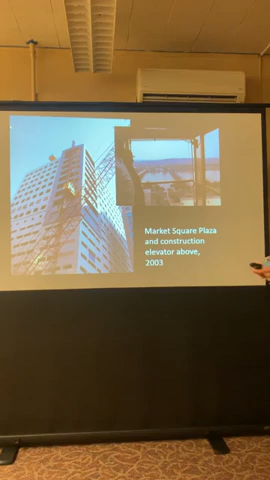 Market Square Plaza
and construction
elevator above,
2003